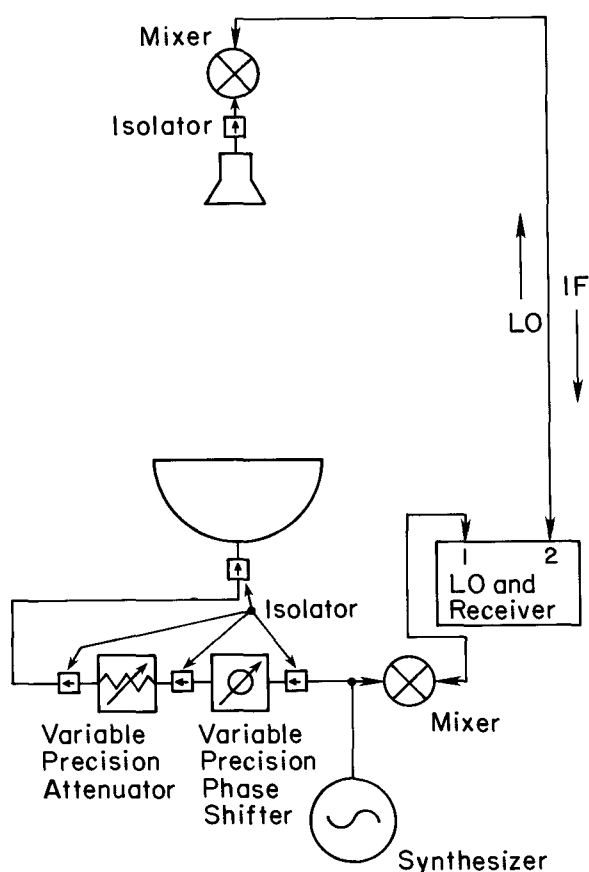 Mixer
Isolator
IF
LO
1 2
LO and
Receiver
Isolator
Mixer
Variable
Precision
Attenuator
Variable
Precision
Phase
Shifter
Synthesizer